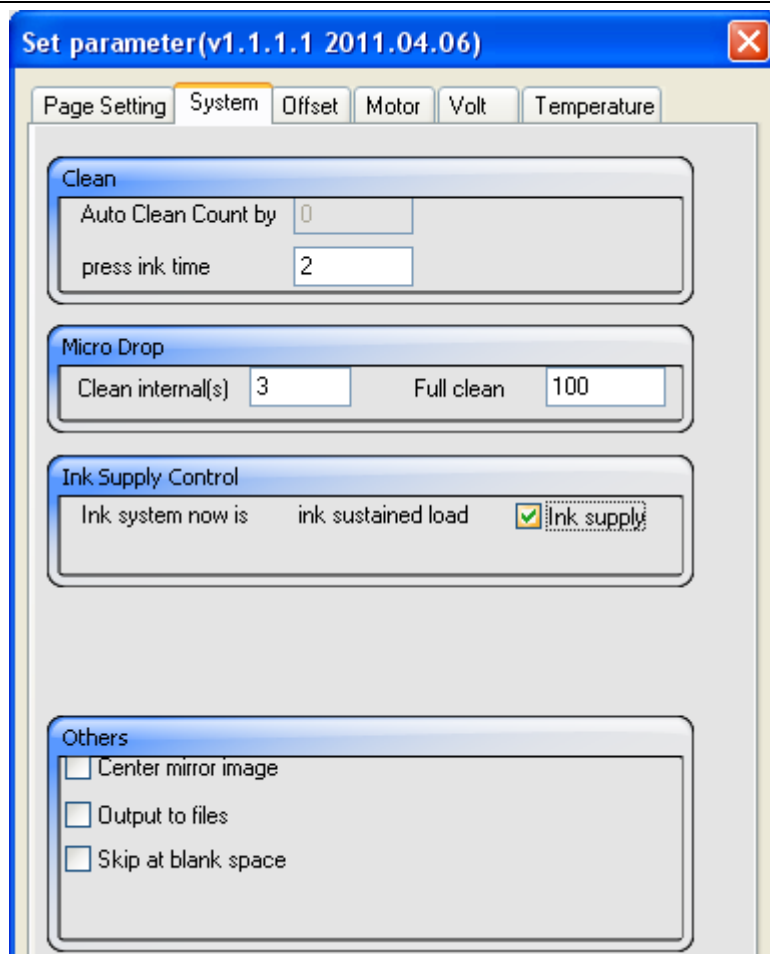 Set parameter(v1.1.1.1 2011.04.06)
Page Setting System Offset Motor Volt Temperature
Clean
Auto Clean Count by 0
press ink time 2
Micro Drop
Clean internal(s) 3 Full clean 100
Ink Supply Control
Ink system now is ink sustained load Ink supply
Others
Center mirror image
Output to files
Skip at blank space